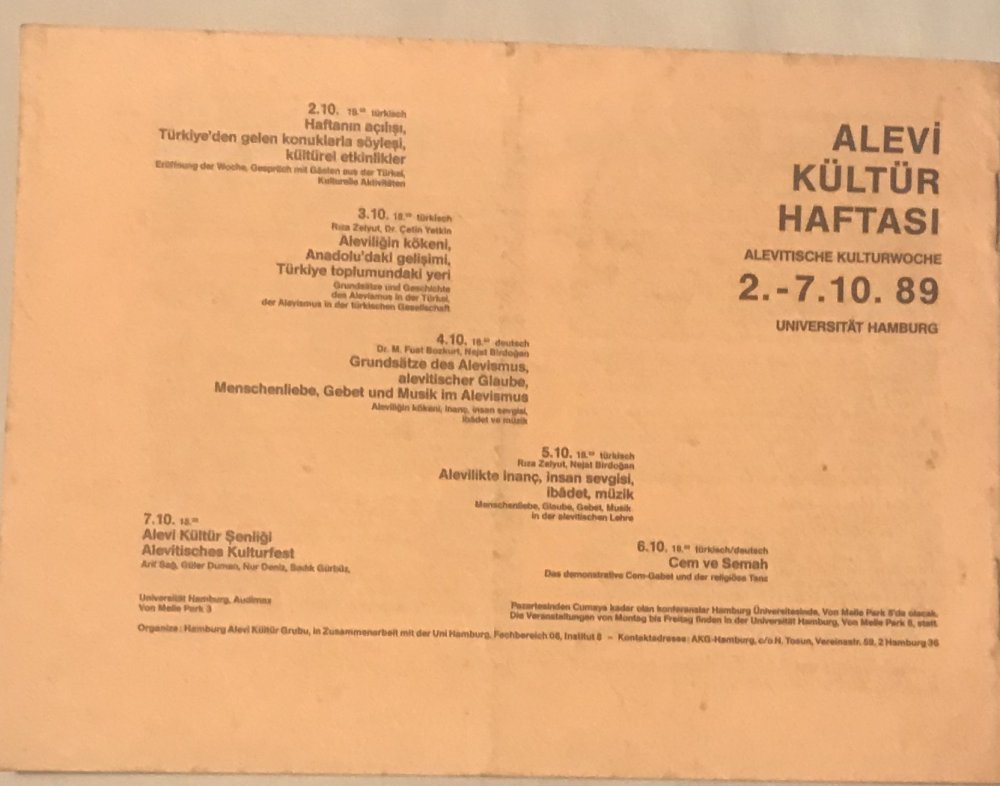 ALEVİ
KÜLTÜR
HAFTASI
ALEVITISCHE KULTURWOCHE
2.-7.10. 89
UNIVERSITÄT HAMBURG
2.10. türkisch
Haftanın açılışı,
Türkiye'den gelen konuklarla söyleşi,
kültürel etkinlikler
Eröffnung der Woche, Gespräch mit Gästen aus der Türkei,
Kulturelle Aktivitäten
3.10. 18.⁰⁰ türkisch
Rıza Zelyut, Dr. Çetin Yetkin
Aleviliğin kökeni,
Anadolu'daki gelişimi,
Türkiye toplumundaki yeri
Grundsätze und Geschichte
des Alevismus in der Türkei,
der Alevismus in der türkischen Gesellschaft
4.10. 18.⁰⁰ deutsch
Dr. M. Fuat Bozkurt, Nejat Birdoğan
Grundsätze des Alevismus,
alevitischer Glaube,
Menschenliebe, Gebet und Musik im Alevismus
Aleviliğin kökeni, inanç, insan sevgisi,
ibâdet ve müzik
5.10. 18.⁰⁰ türkisch
Rıza Zelyut, Nejat Birdoğan
Alevilikte inanç, insan sevgisi,
ibâdet, müzik
Menschenliebe, Glaube, Gebet, Musik
in der alevitischen Lehre
6.10. 18.⁰⁰ türkisch/deutsch
Cem ve Semah
Das demonstrative Cem-Gebet und der religiöse Tanz
7.10. 18.⁰⁰
Alevi Kültür Şenliği
Alevitisches Kulturfest
Arif Sağ, Güler Duman, Nur Deniz, Sadık Gürbüz,
Universität Hamburg, Audimax
Von Melle Park 3
Pazartesinden Cumaya kadar olan konferanslar Hamburg Üniversitesinde, Von Melle Park 8'da olacak.
Die Veranstaltungen von Montag bis Freitag finden in der Universität Hamburg, Von Melle Park 8, statt.
Organize: Hamburg Alevi Kültür Grubu, in Zusammenarbeit mit der Uni Hamburg, Fachbereich 06, Institut 8 – Kontaktadresse: AKG-Hamburg, c/o N. Tosun, Vereinsstr. 59, 2 Hamburg 36